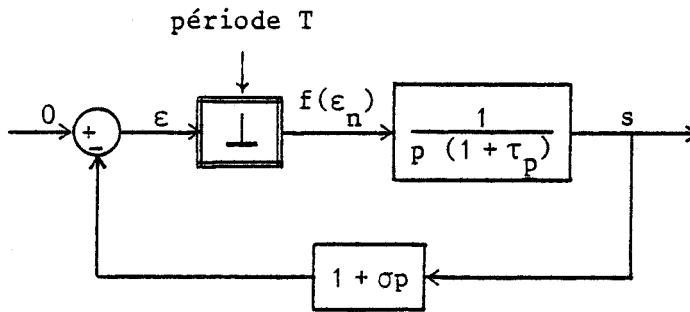 période T
0
+
−
ε
⊥
f(ε_n)
1
p (1 + τ_p)
s
1 + σp